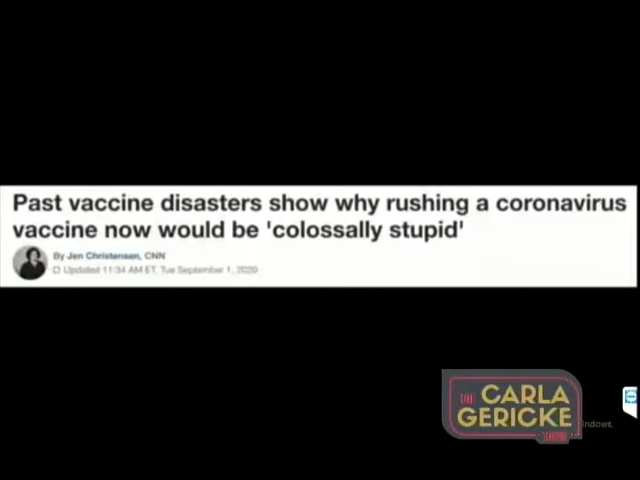 Past vaccine disasters show why rushing a coronavirus
vaccine now would be 'colossally stupid'
By Jen Christensen, CNN
Updated 11:34 AM ET, Tue September 1, 2020
THE
CARLA
GERICKE
SHOW
indows.